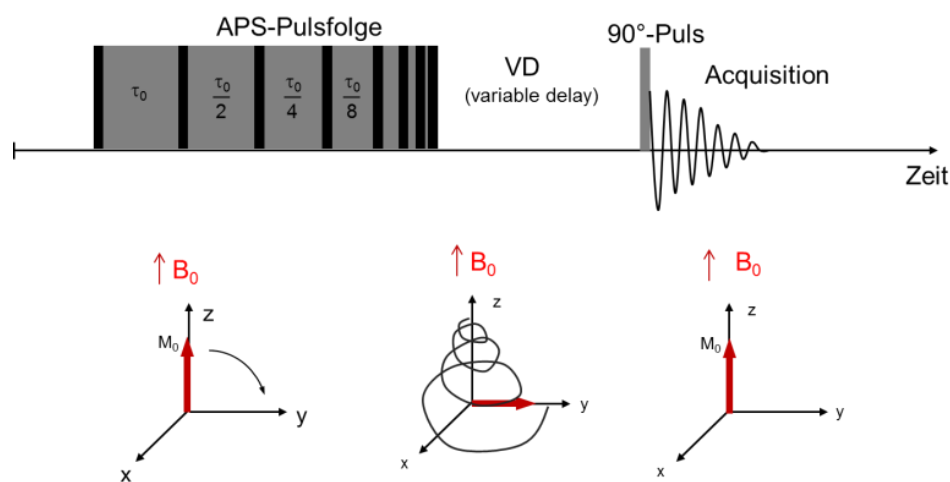 APS-Pulsfolge
90°-Puls
VD
(variable delay)
Acquisition
τ₀
τ₀
2
τ₀
4
τ₀
8
Zeit
B₀
z
M₀
y
x
B₀
z
y
x
B₀
z
M₀
y
x